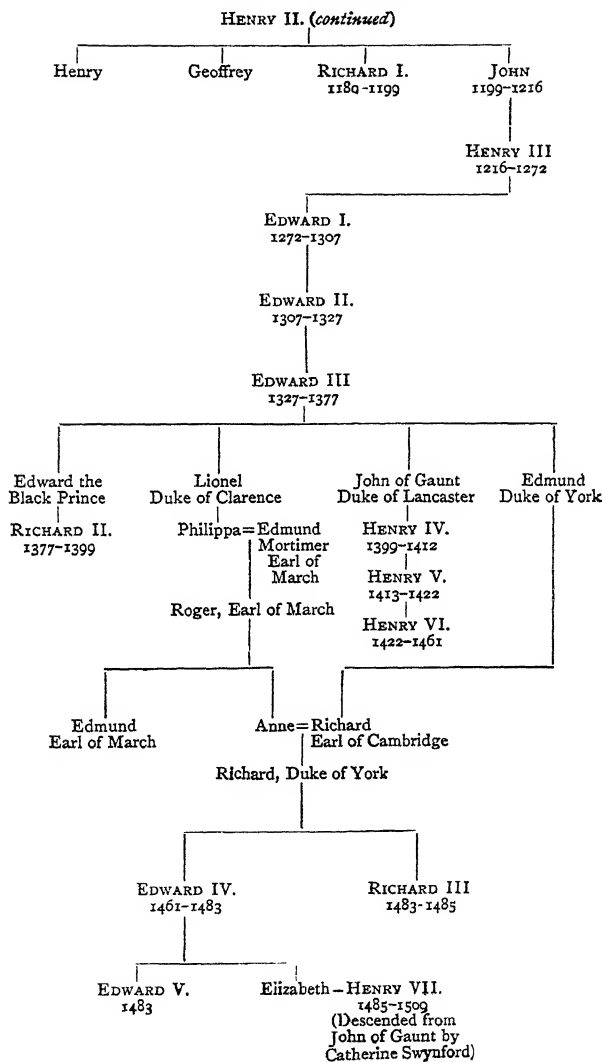 HENRY II. (continued)
Henry Geoffrey RICHARD I. JOHN
1189-1199 1199-1216
HENRY III
1216-1272
EDWARD I.
1272-1307
EDWARD II.
1307-1327
EDWARD III
1327-1377
Edward the Lionel John of Gaunt Edmund
Black Prince Duke of Clarence Duke of Lancaster Duke of York
RICHARD II. Philippa=Edmund HENRY IV.
1377-1399 Mortimer 1399-1412
Earl of
March HENRY V.
1413-1422
Roger, Earl of March HENRY VI.
1422-1461
Edmund Anne=Richard
Earl of March Earl of Cambridge
Richard, Duke of York
EDWARD IV. RICHARD III
1461-1483 1483-1485
EDWARD V. Elizabeth—HENRY VII.
1483 1485-1509
(Descended from
John of Gaunt by
Catherine Swynford)